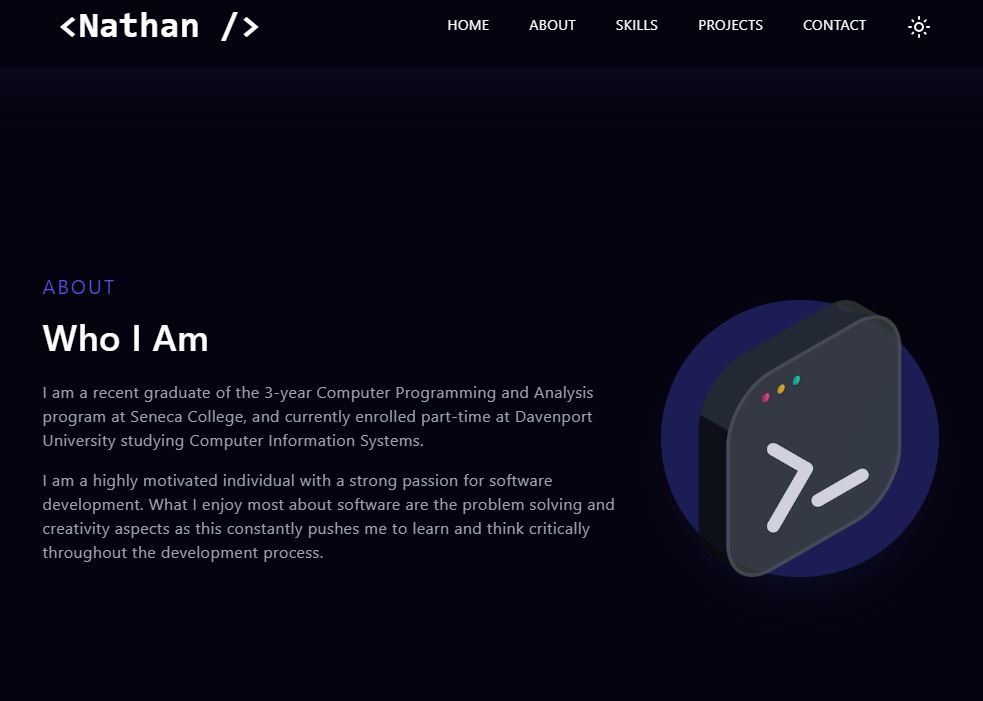 <Nathan />
HOME ABOUT SKILLS PROJECTS CONTACT
ABOUT
Who I Am
I am a recent graduate of the 3-year Computer Programming and Analysis
program at Seneca College, and currently enrolled part-time at Davenport
University studying Computer Information Systems.
I am a highly motivated individual with a strong passion for software
development. What I enjoy most about software are the problem solving and
creativity aspects as this constantly pushes me to learn and think critically
throughout the development process.